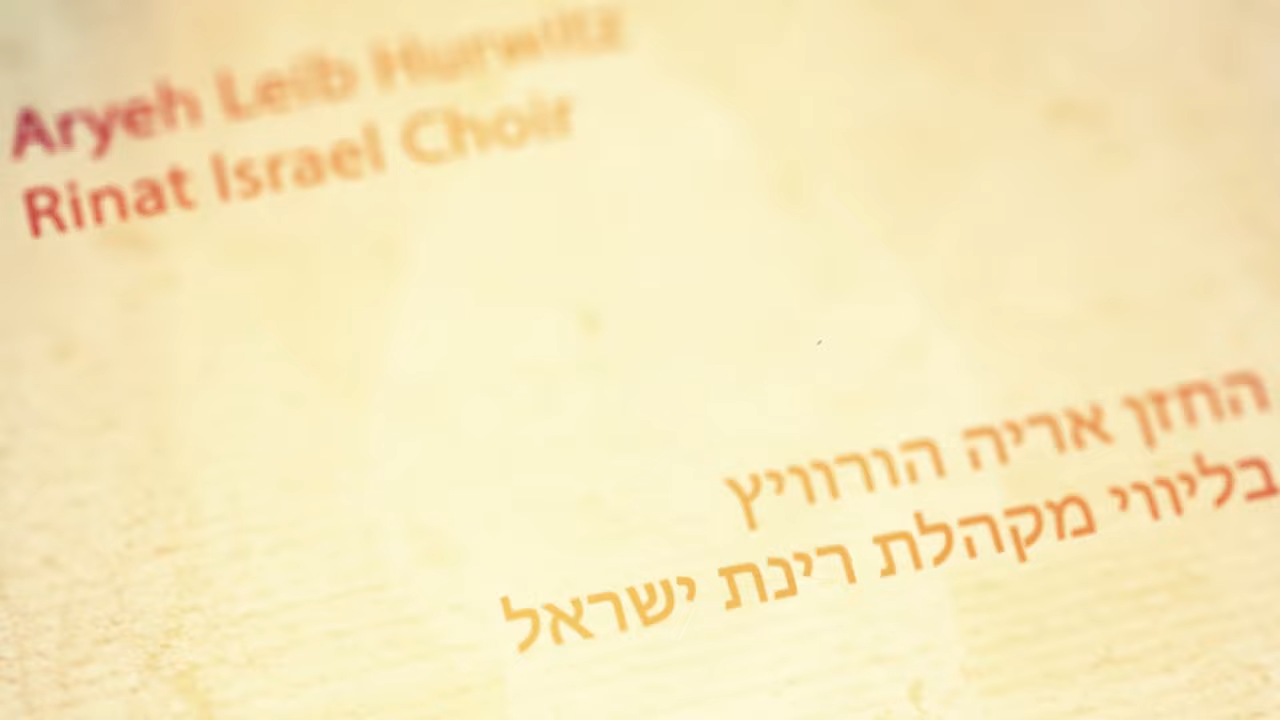 Aryeh Leib Hurwitz
Rinat Israel Choir
החזן אריה הורוויץ
בליווי מקהלת רינת ישראל